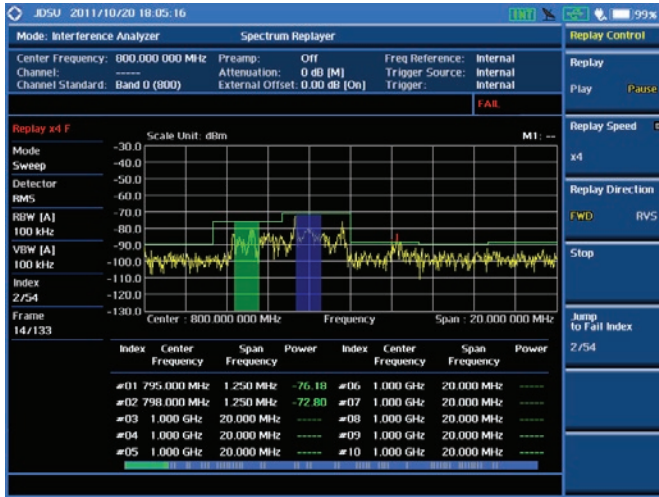 JDSU 2011/10/20 18:05:16 INT 99%
Mode: Interference Analyzer Spectrum Replayer
Center Frequency: 800.000 000 MHz Preamp: Off Freq Reference: Internal
Channel: ----- Attenuation: 0 dB [M] Trigger Source: Internal
Channel Standard: Band 0 (800) External Offset: 0.00 dB [On] Trigger: Internal
FAIL
Replay x4 F
Mode
Sweep
Detector
RMS
RBW [A]
100 kHz
VBW [A]
100 kHz
Index
2/54
Frame
14/133
Scale Unit: dBm M1: --
-30.0
-40.0
-50.0
-60.0
-70.0
-80.0
-90.0
-100.0
-110.0
-120.0
-130.0
Center : 800.000 000 MHz Frequency Span : 20.000 000 MHz
Index Center Frequency Span Frequency Power Index Center Frequency Span Frequency Power
#01 795.000 MHz 1.250 MHz -76.18 #06 1.000 GHz 20.000 MHz -----
#02 798.000 MHz 1.250 MHz -72.80 #07 1.000 GHz 20.000 MHz -----
#03 1.000 GHz 20.000 MHz ----- #08 1.000 GHz 20.000 MHz -----
#04 1.000 GHz 20.000 MHz ----- #09 1.000 GHz 20.000 MHz -----
#05 1.000 GHz 20.000 MHz ----- #10 1.000 GHz 20.000 MHz -----
Replay Control
Replay
Play Pause
Replay Speed
x4
Replay Direction
FWD RVS
Stop
Jump
to Fail Index
2/54